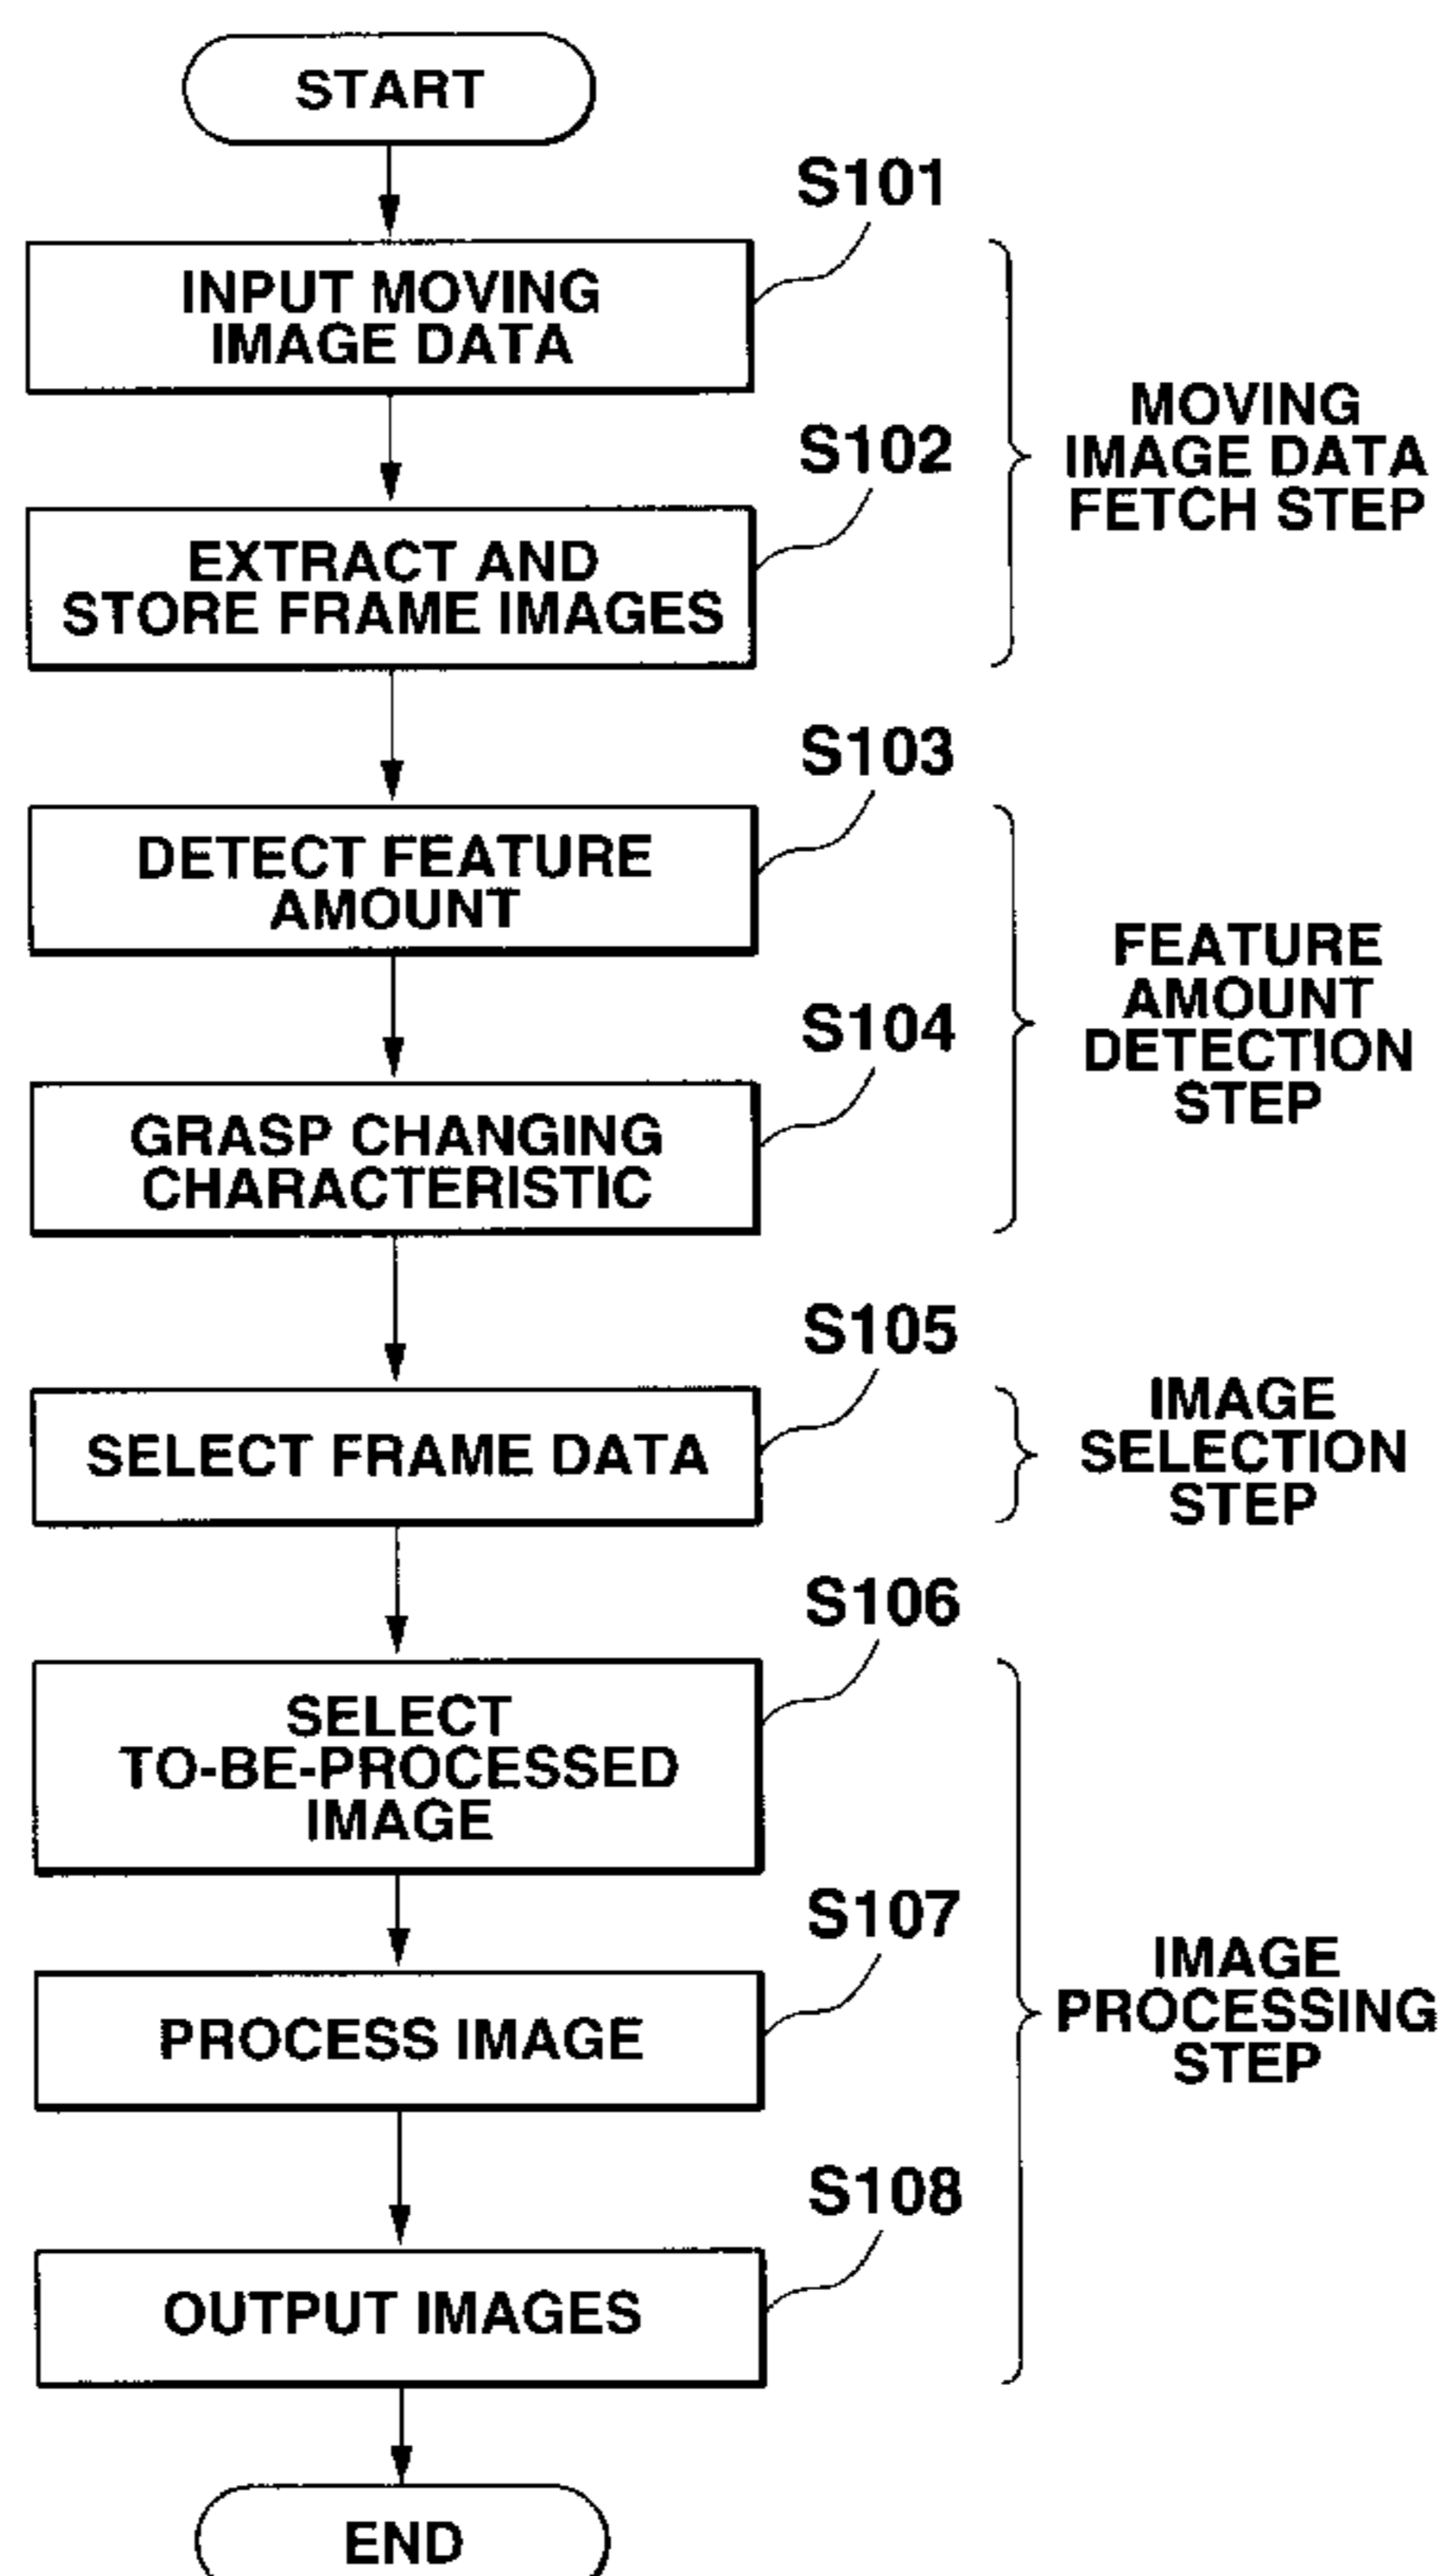 START
S101
INPUT MOVING
IMAGE DATA
MOVING
IMAGE DATA
FETCH STEP
S102
EXTRACT AND
STORE FRAME IMAGES
S103
DETECT FEATURE
AMOUNT
FEATURE
AMOUNT
DETECTION
STEP
S104
GRASP CHANGING
CHARACTERISTIC
S105
SELECT FRAME DATA
IMAGE
SELECTION
STEP
S106
SELECT
TO-BE-PROCESSED
IMAGE
S107
PROCESS IMAGE
IMAGE
PROCESSING
STEP
S108
OUTPUT IMAGES
END